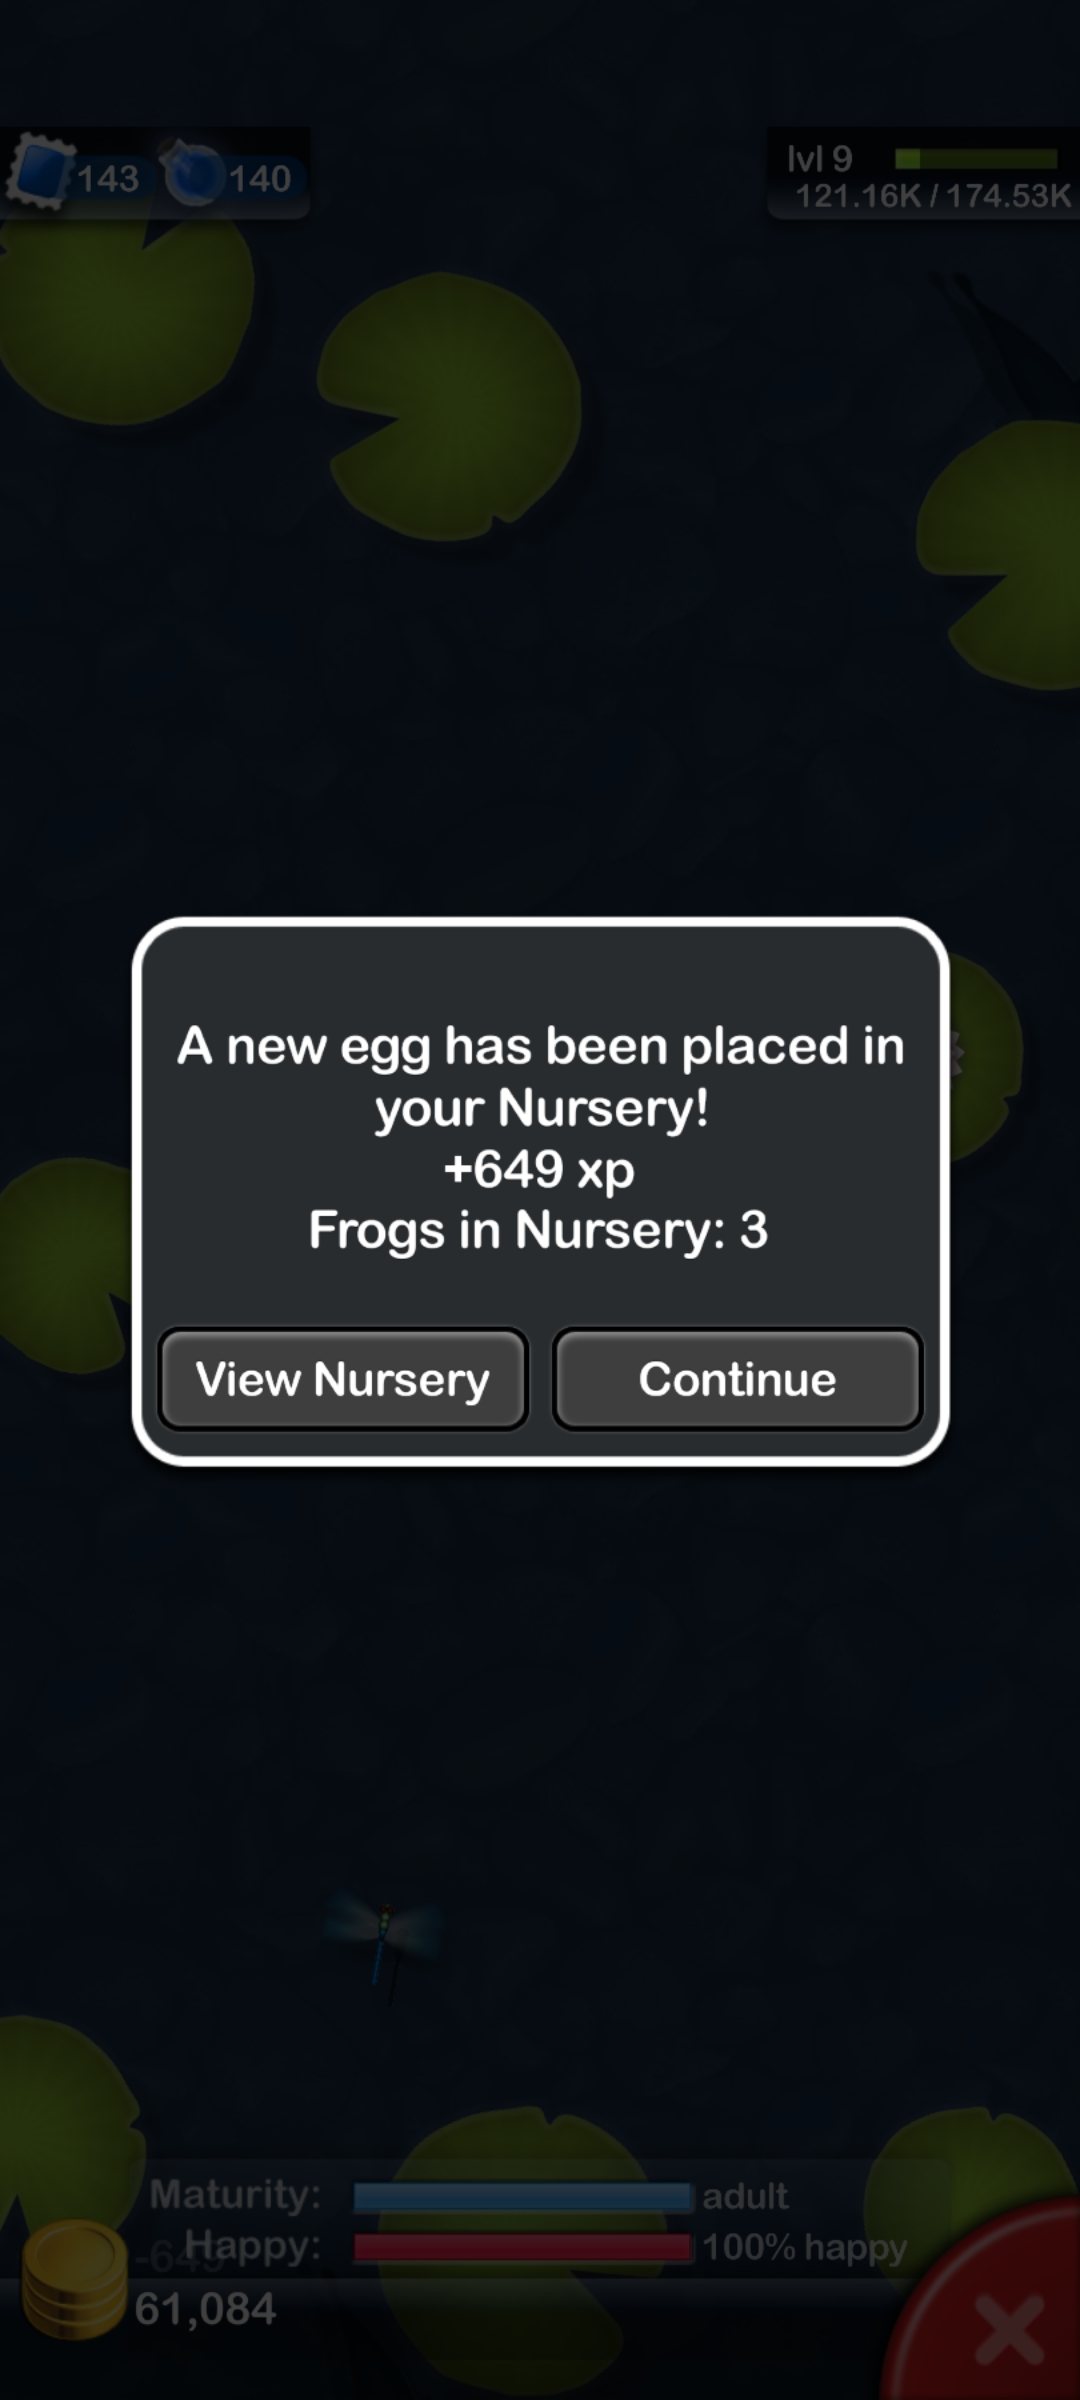 143
140
lvl 9
121.16K / 174.53K
A new egg has been placed in
your Nursery!
+649 xp
Frogs in Nursery: 3
View Nursery
Continue
Maturity:
adult
Happy:
100% happy
-649
61,084